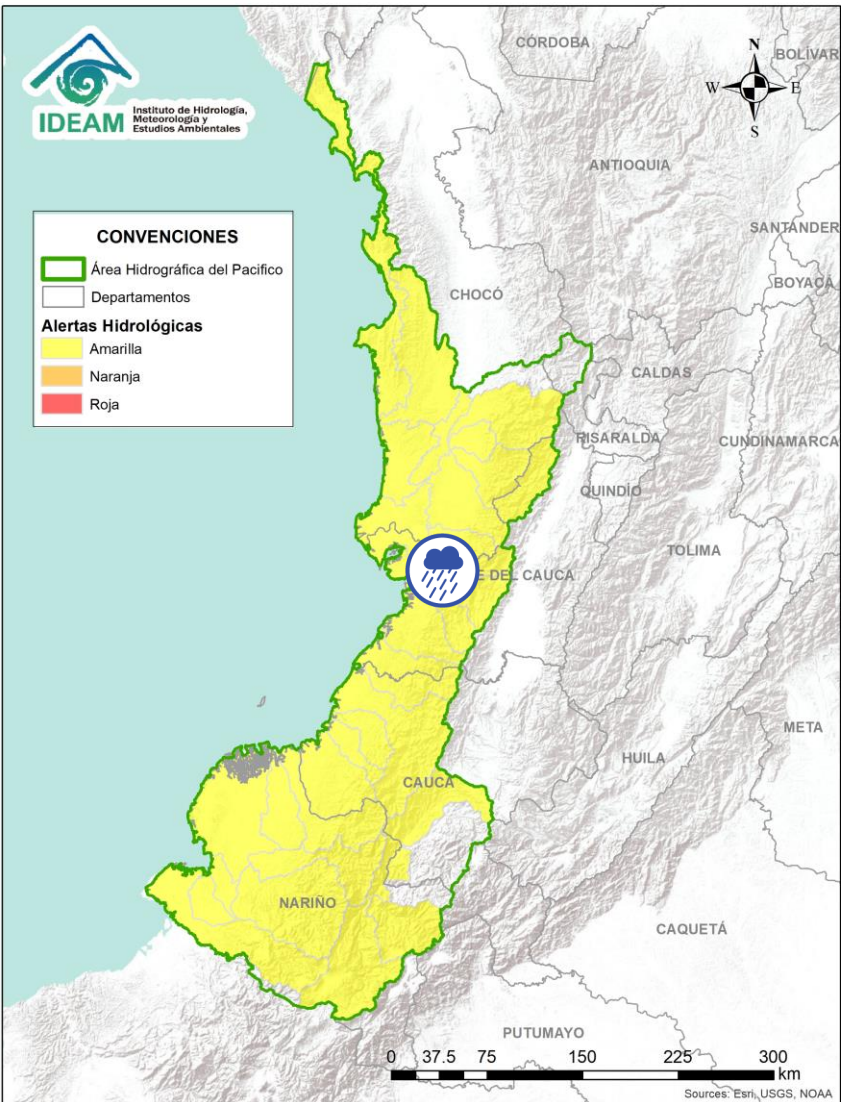 IDEAM
Instituto de Hidrología,
Meteorología y
Estudios Ambientales
CÓRDOBA
BOLÍVAR
N
W
E
S
ANTIOQUIA
SANTANDER
BOYACÁ
CONVENCIONES
Área Hidrográfica del Pacifico
Departamentos
Alertas Hidrológicas
Amarilla
Naranja
Roja
CHOCÓ
CALDAS
RISARALDA
CUNDINAMARCA
QUINDÍO
TOLIMA
E DEL CAUCA
META
HUILA
CAUCA
NARIÑO
CAQUETÁ
PUTUMAYO
0 37.5 75 150 225 300
km
Sources: Esri, USGS, NOAA